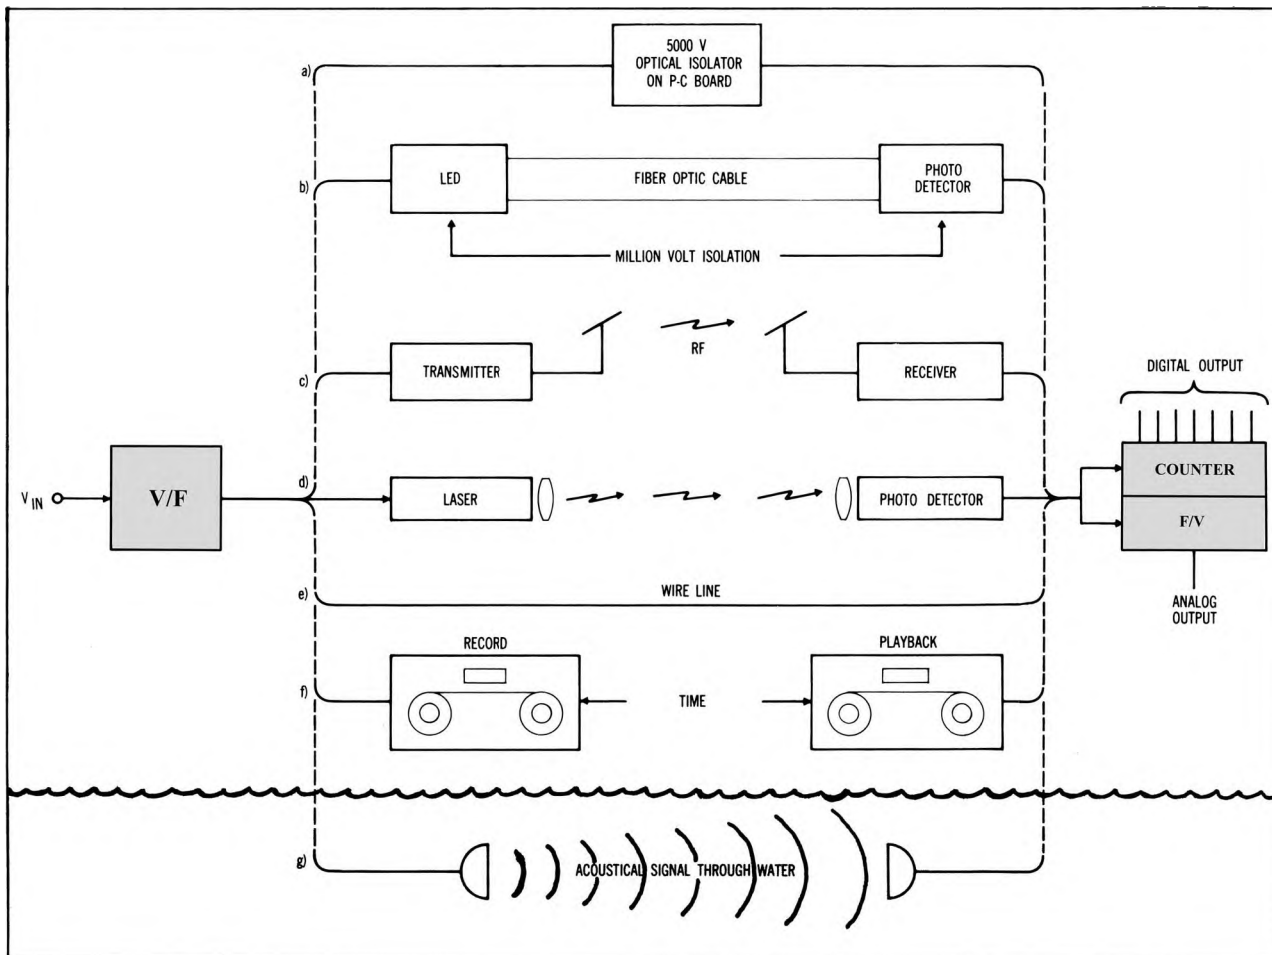 a)
5000 V
OPTICAL ISOLATOR
ON P-C BOARD
b)
LED
FIBER OPTIC CABLE
PHOTO
DETECTOR
MILLION VOLT ISOLATION
c)
TRANSMITTER
RF
RECEIVER
DIGITAL OUTPUT
V IN
V/F
d)
LASER
PHOTO DETECTOR
COUNTER
F/V
ANALOG
OUTPUT
e)
WIRE LINE
RECORD
PLAYBACK
f)
TIME
g)
ACOUSTICAL SIGNAL THROUGH WATER